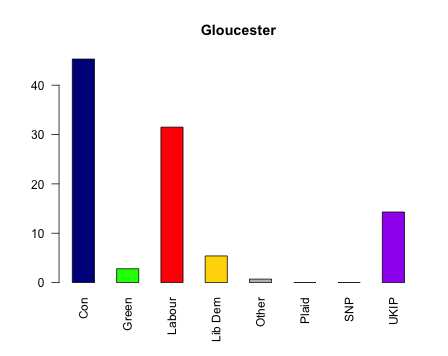 Gloucester
40
30
20
10
0
Con
Green
Labour
Lib Dem
Other
Plaid
SNP
UKIP